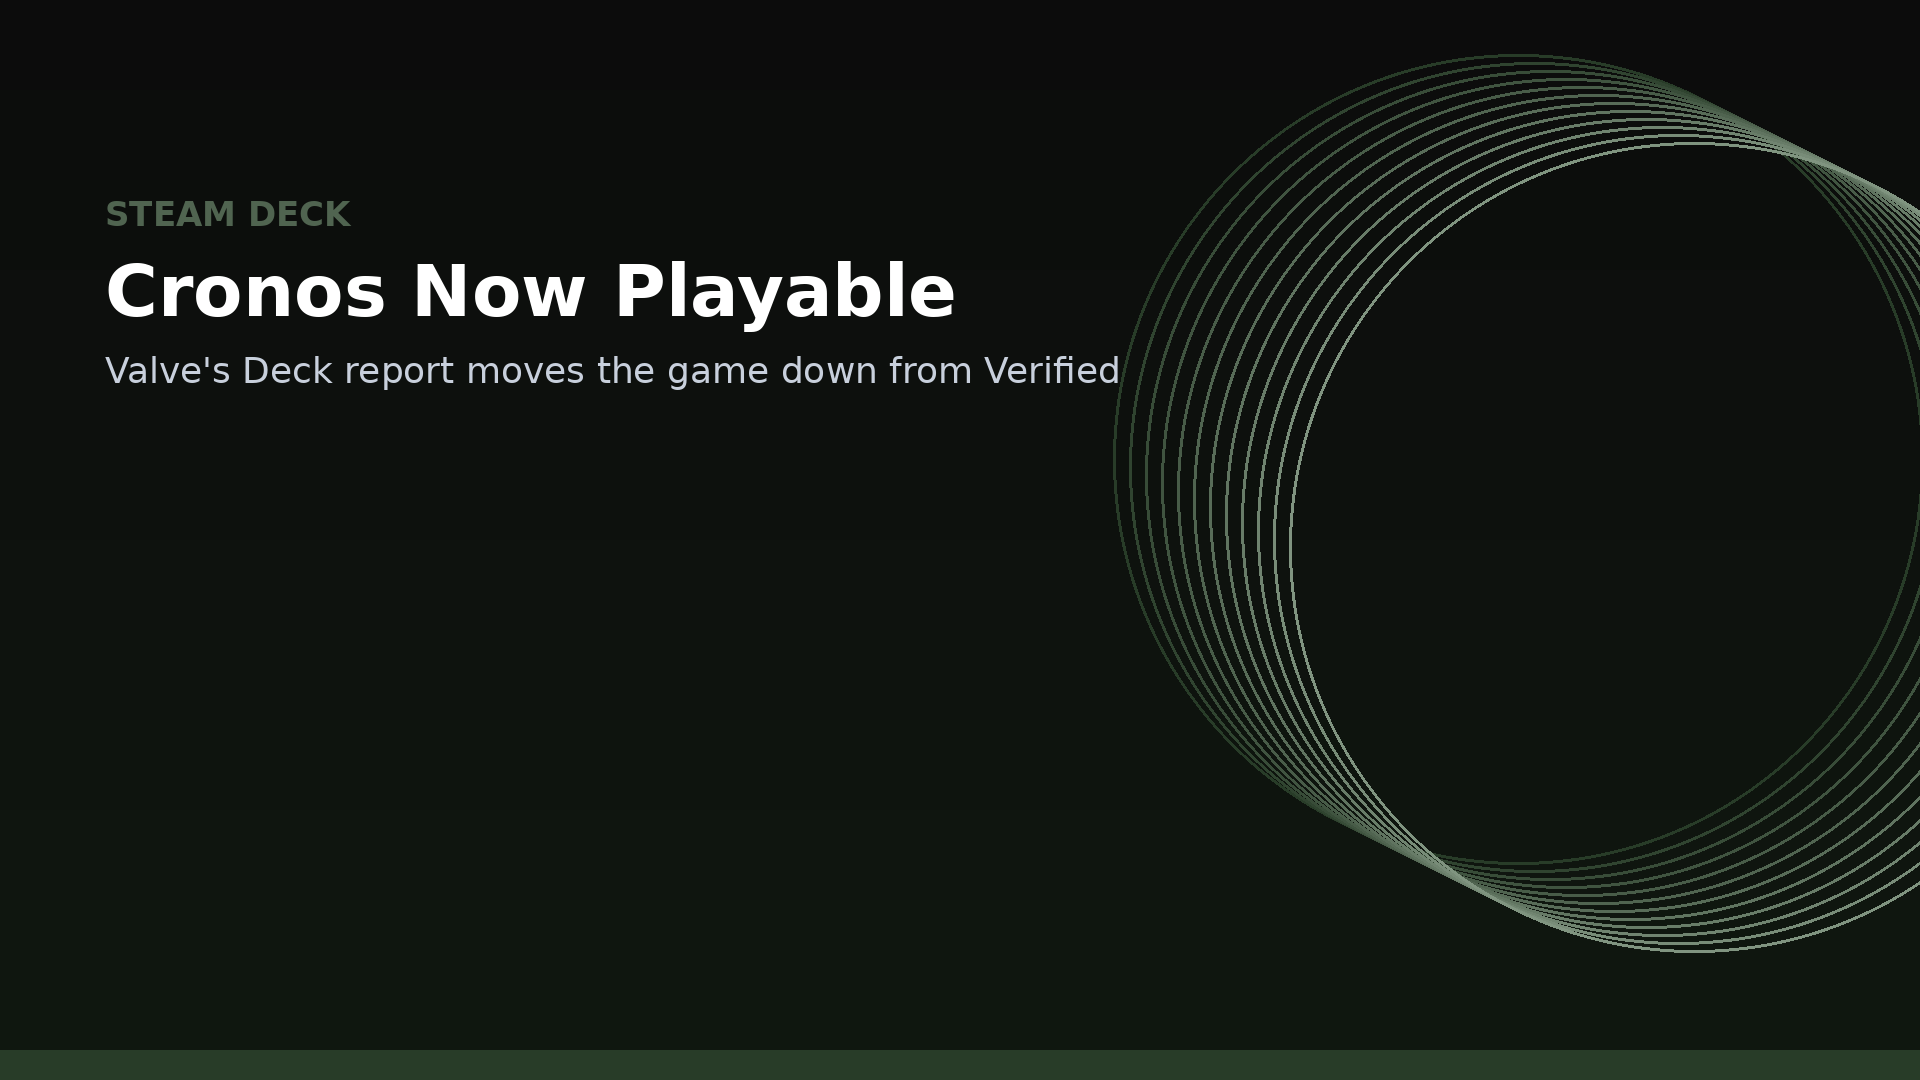 STEAM DECK
Cronos Now Playable
Valve's Deck report moves the game down from Verified